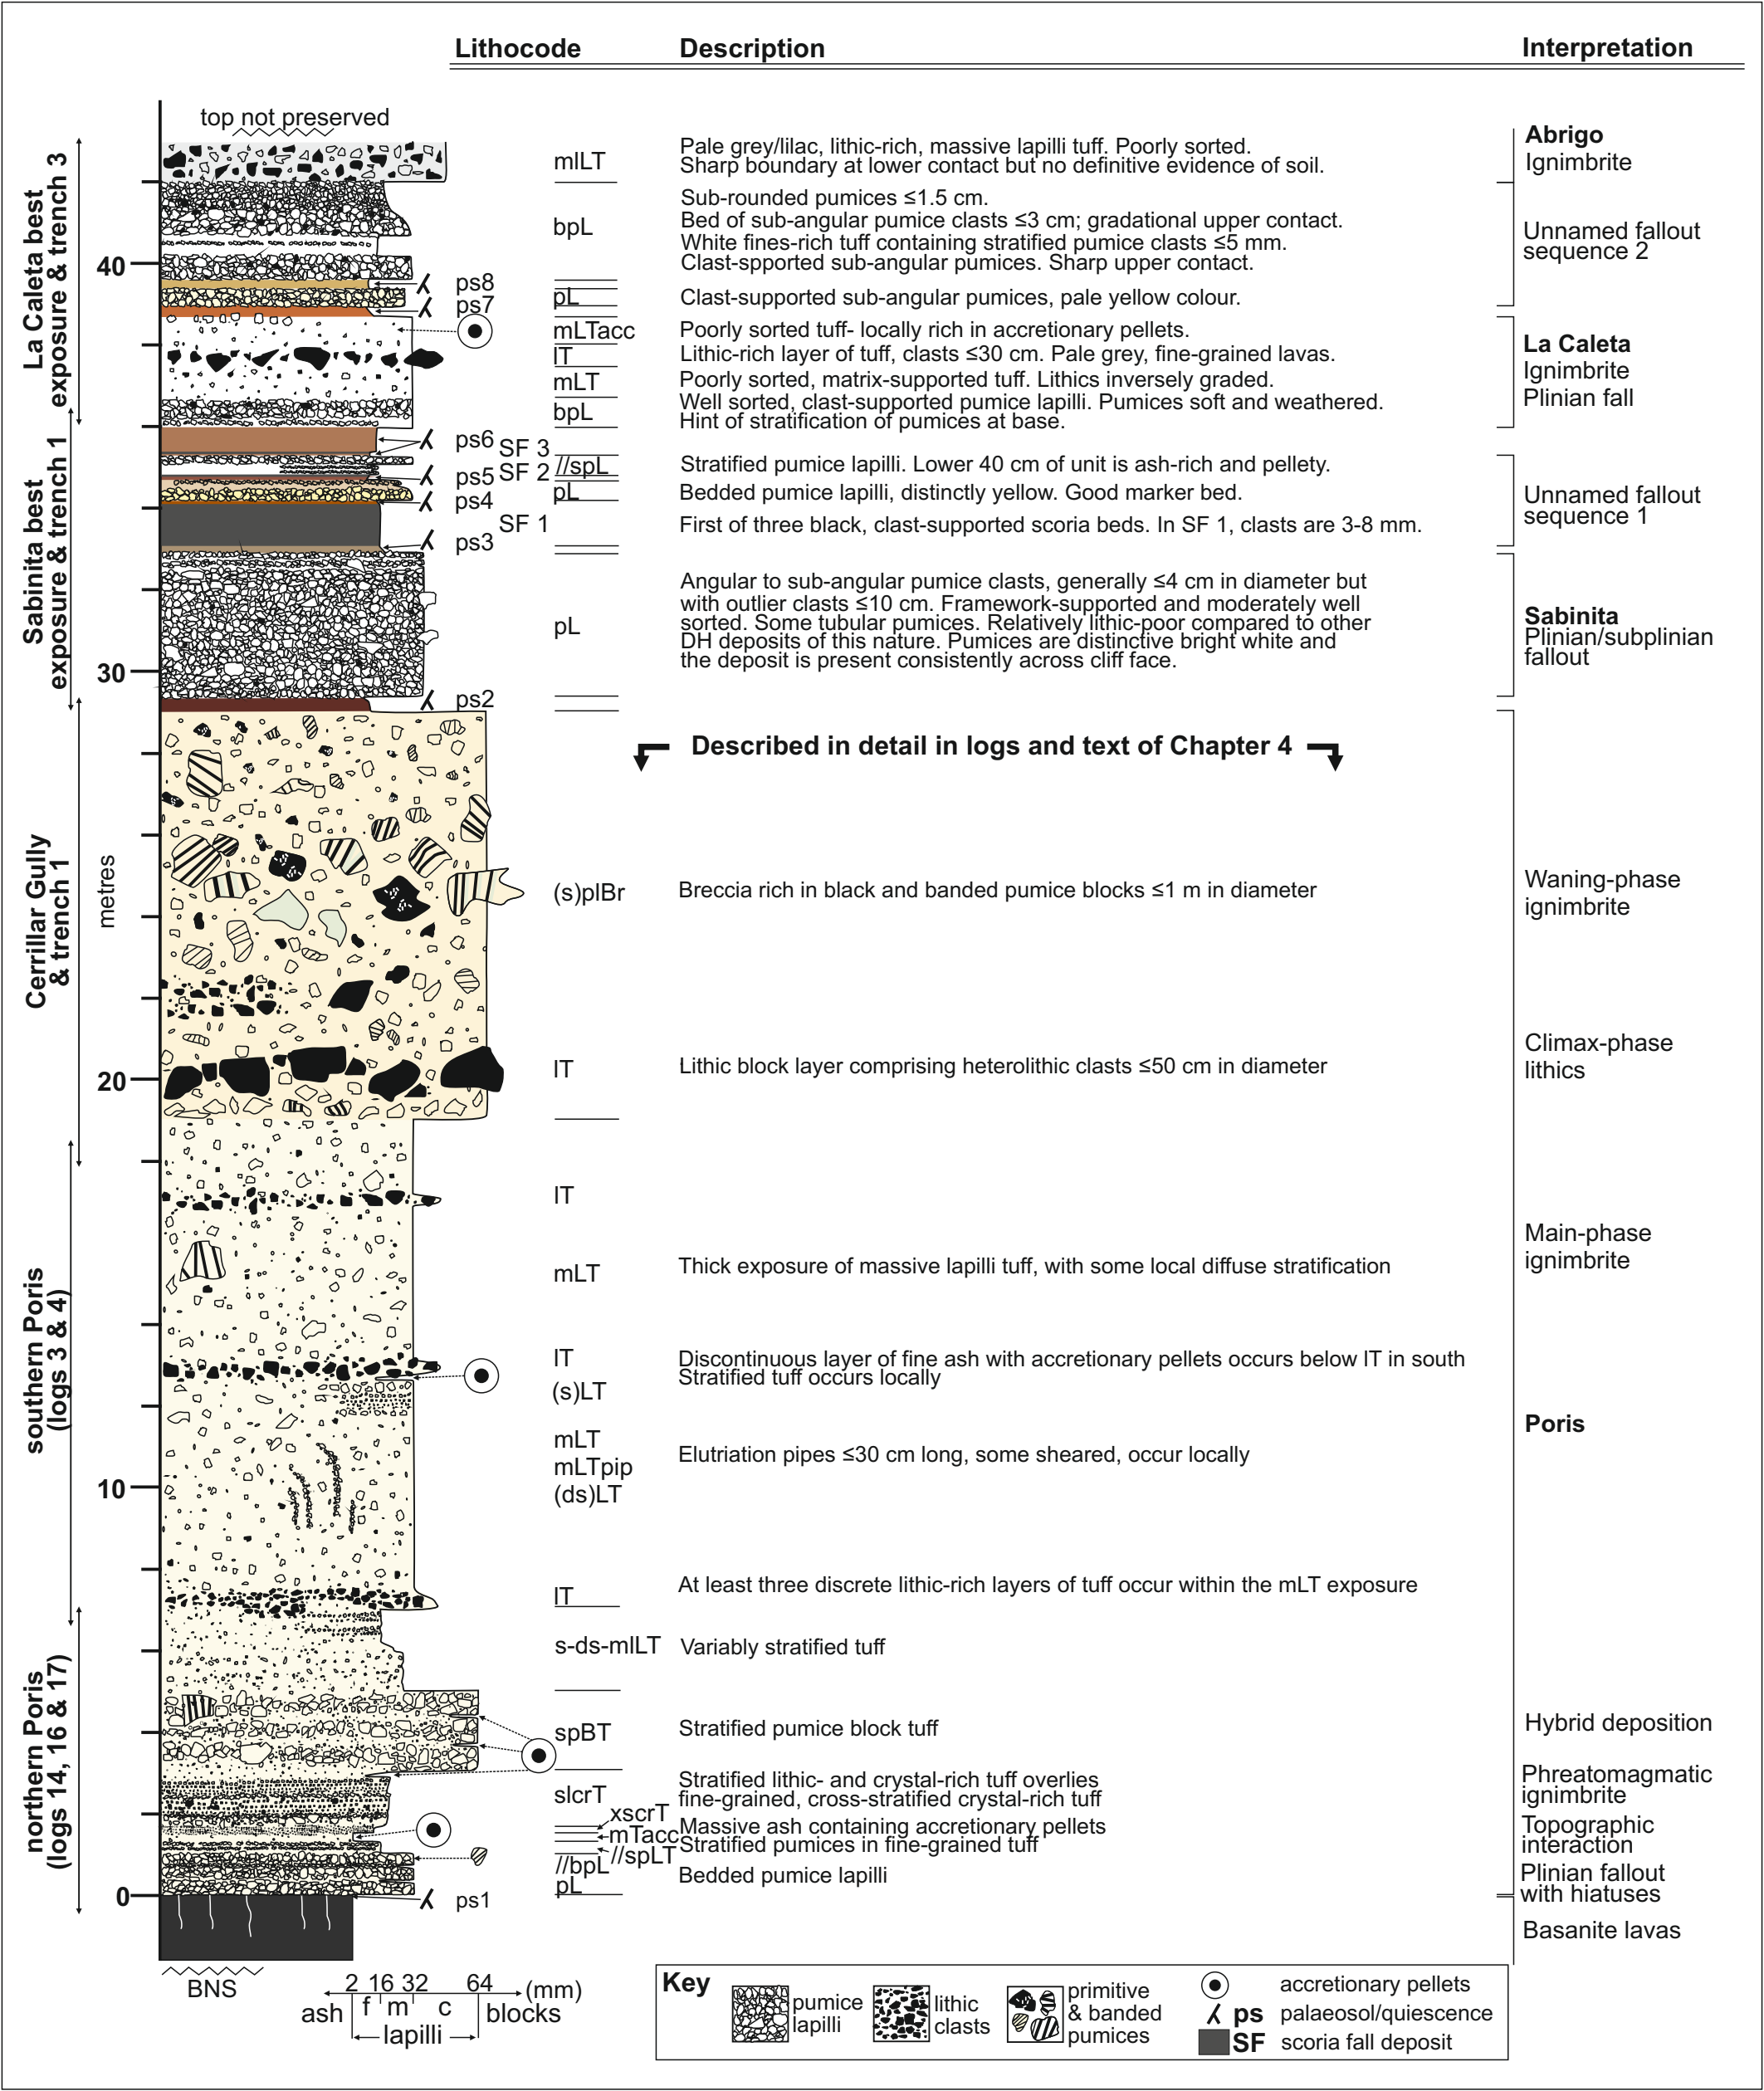 Lithocode Description Interpretation
top not preserved
La Caleta best
exposure & trench 3
Sabinita best
exposure & trench 1
Cerrillar Gully
& trench 1
southern Poris
(logs 3 & 4)
northern Poris
(logs 14, 16 & 17)
metres
40
30
20
10
0
mlLT
Pale grey/lilac, lithic-rich, massive lapilli tuff. Poorly sorted.
Sharp boundary at lower contact but no definitive evidence of soil.
Abrigo
Ignimbrite
bpL
Sub-rounded pumices ≤1.5 cm.
Bed of sub-angular pumice clasts ≤3 cm; gradational upper contact.
White fines-rich tuff containing stratified pumice clasts ≤5 mm.
Clast-spported sub-angular pumices. Sharp upper contact.
Unnamed fallout
sequence 2
ps8
ps7
pL
Clast-supported sub-angular pumices, pale yellow colour.
mLTacc
Poorly sorted tuff- locally rich in accretionary pellets.
lT
Lithic-rich layer of tuff, clasts ≤30 cm. Pale grey, fine-grained lavas.
mLT
Poorly sorted, matrix-supported tuff. Lithics inversely graded.
bpL
Well sorted, clast-supported pumice lapilli. Pumices soft and weathered.
Hint of stratification of pumices at base.
La Caleta
Ignimbrite
Plinian fall
ps6
SF 3
ps5
SF 2
//spL
Stratified pumice lapilli. Lower 40 cm of unit is ash-rich and pellety.
ps4
pL
Bedded pumice lapilli, distinctly yellow. Good marker bed.
SF 1
ps3
First of three black, clast-supported scoria beds. In SF 1, clasts are 3-8 mm.
Unnamed fallout
sequence 1
pL
Angular to sub-angular pumice clasts, generally ≤4 cm in diameter but
with outlier clasts ≤10 cm. Framework-supported and moderately well
sorted. Some tubular pumices. Relatively lithic-poor compared to other
DH deposits of this nature. Pumices are distinctive bright white and
the deposit is present consistently across cliff face.
Sabinita
Plinian/subplinian
fallout
ps2
Described in detail in logs and text of Chapter 4
(s)plBr
Breccia rich in black and banded pumice blocks ≤1 m in diameter
Waning-phase
ignimbrite
lT
Lithic block layer comprising heterolithic clasts ≤50 cm in diameter
Climax-phase
lithics
lT
mLT
Thick exposure of massive lapilli tuff, with some local diffuse stratification
Main-phase
ignimbrite
lT
Discontinuous layer of fine ash with accretionary pellets occurs below lT in south
(s)LT
Stratified tuff occurs locally
Poris
mLT
mLTpip
(ds)LT
Elutriation pipes ≤30 cm long, some sheared, occur locally
lT
At least three discrete lithic-rich layers of tuff occur within the mLT exposure
s-ds-mlLT
Variably stratified tuff
spBT
Stratified pumice block tuff
Hybrid deposition
slcrT
Stratified lithic- and crystal-rich tuff overlies
fine-grained, cross-stratified crystal-rich tuff
Phreatomagmatic
ignimbrite
xscrT
mTacc
Massive ash containing accretionary pellets
//spLT
Stratified pumices in fine-grained tuff
Topographic
interaction
//bpL
pL
Bedded pumice lapilli
Plinian fallout
with hiatuses
ps1
Basanite lavas
BNS
2 16 32 64 (mm)
ash f m c blocks
lapilli
Key
pumice
lapilli
lithic
clasts
primitive
& banded
pumices
accretionary pellets
ps palaeosol/quiescence
SF scoria fall deposit